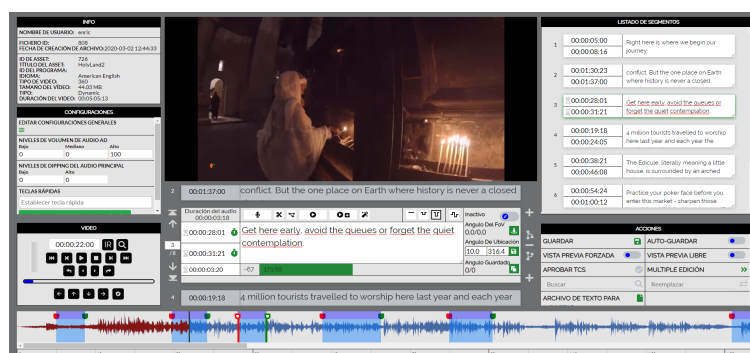 INFO
NOMBRE DE USUARIO: enric
FICHERO ID: 808
FECHA DE CREACIÓN DE ARCHIVO:2020-03-02 12:44:33
ID DE ASSET: 726
TÍTULO DEL ASSET: HolyLand2
ID DEL PROGRAMA:
IDIOMA: American English
TIPO DE VIDEO: 360
TAMANO DEL VÍDEO: 44.03 MB
TIPO: Dynamic
DURACIÓN DEL VIDEO: 00:05:05:13
CONFIGURACIONES
EDITAR CONFIGURACIÓNES GENERALES
NIVELES DE VOLUMEN DE AUDIO AD
Bajo Mediano Alto
0 0 100
NIVELES DE DIPPING DEL AUDIO PRINCIPAL
Bajo Mediano Alto
0 0 0
TECLAS RÁPIDAS
Establecer tecla rápida
VIDEO
00:00:22:00 IR
2 00:01:37:00 conflict. But the one place on Earth where history is never a closed
Duración del audio
00:00:03:18
00:00:28:01
3
/ 8
00:00:31:21
00:00:03:20
Get here early, avoid the queues or forget the quiet
contemplation.
-67 171.88
Inactivo
Angulo Del FoV
0.0/0.0
Angulo De Ubicación
10.0 316.4
Angulo Guardado
0/0
4 00:00:19:18 4 million tourists travelled to worship here last year and each year
LISTADO DE SEGMENTOS
1 00:00:05:00 Right here is where we begin our
00:00:08:16 journey.
2 00:01:30:23 conflict. But the one place on Earth
00:01:37:00 where history is never a closed
3 00:00:28:01 Get here early, avoid the queues or
00:00:31:21 forget the quiet contemplation.
4 00:00:19:18 4 million tourists travelled to worship
00:00:24:05 here last year and each year the
5 00:00:38:21 The Edicule, literally meaning a little
00:00:46:08 house, is surrounded by an arched
6 00:00:54:24 Practice your poker face before you
00:01:00:12 enter this market - sharpen those
ACCIONES
GUARDAR AUTO-GUARDAR
VISTA PREVIA FORZADA VISTA PREVIA LIBRE
APROBAR TCS MULTIPLE EDICIÓN
Buscar Reemplazar
ARCHIVO DE TEXTO PARA